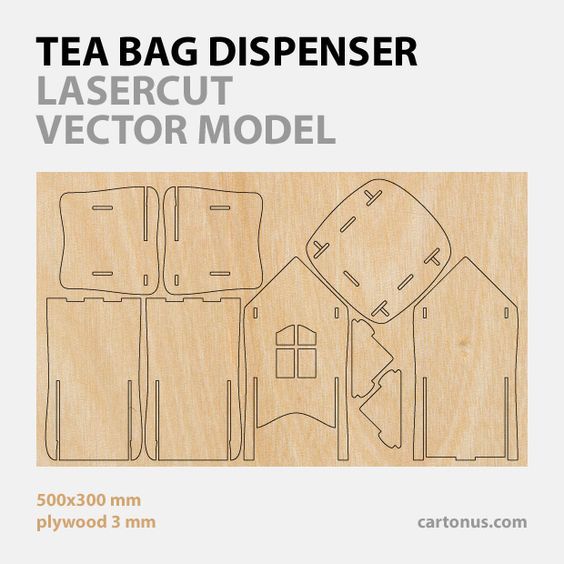 TEA BAG DISPENSER
LASERCUT
VECTOR MODEL
500x300 mm
plywood 3 mm
cartonus.com